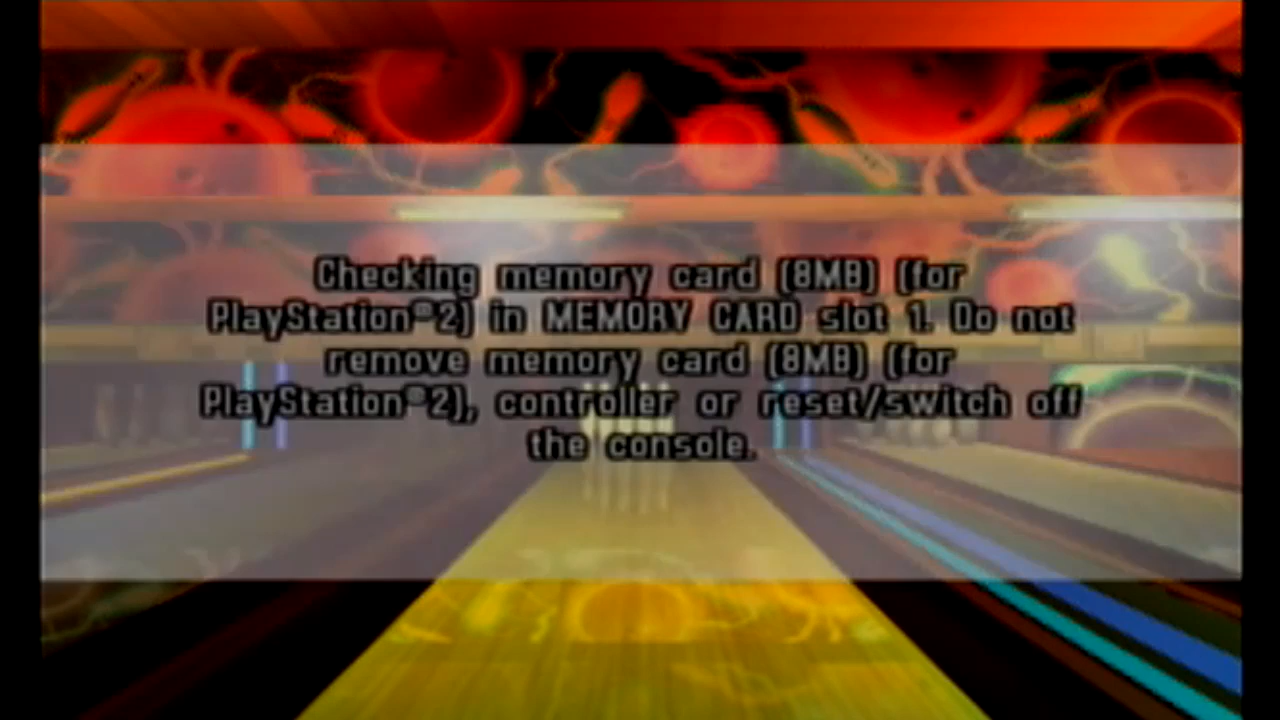 Checking memory card (8MB) (for
PlayStation®2) in MEMORY CARD slot 1. Do not
remove memory card (8MB) (for
PlayStation®2), controller or reset/switch off
the console.